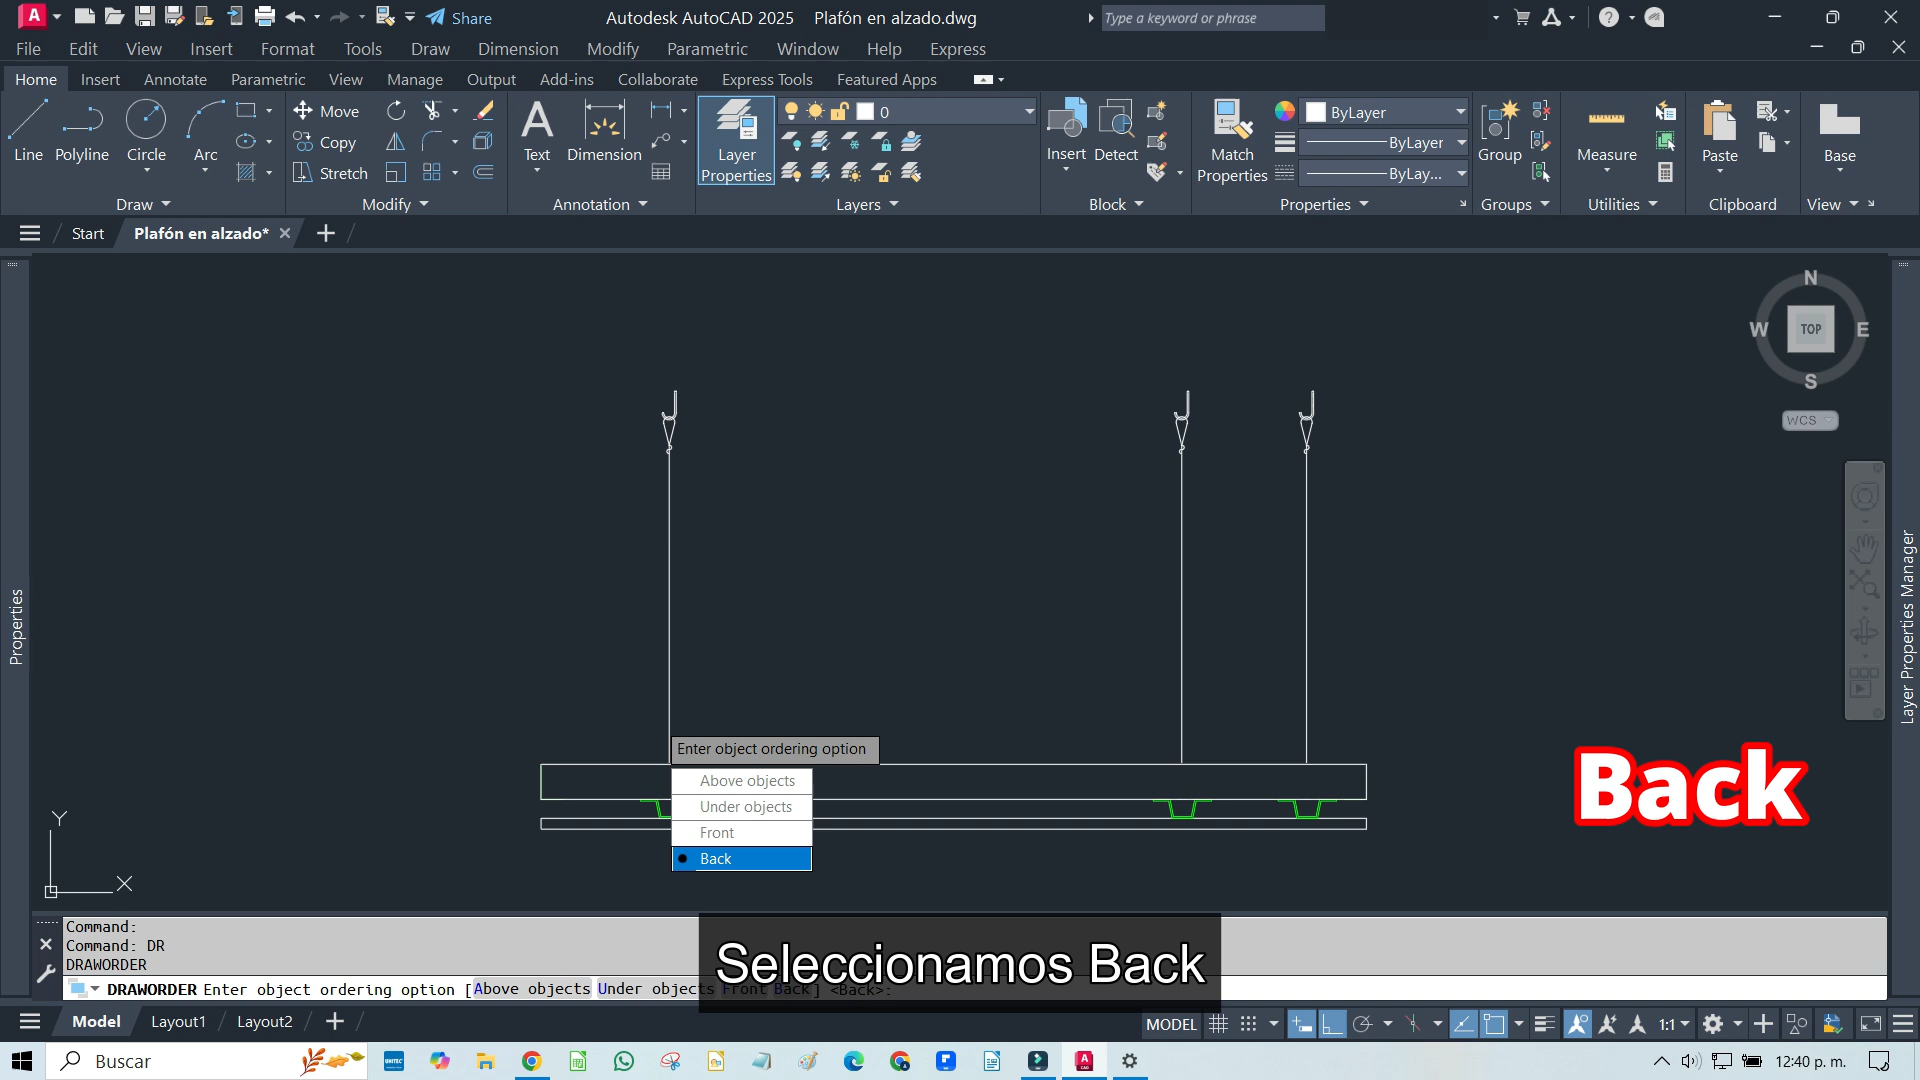 A
Share
Autodesk AutoCAD 2025 Plafón en alzado.dwg
Type a keyword or phrase
File Edit View Insert Format Tools Draw Dimension Modify Parametric Window Help Express
Home Insert Annotate Parametric View Manage Output Add-ins Collaborate Express Tools Featured Apps
Line Polyline Circle Arc
Move
Copy
Stretch
Text Dimension
Layer Properties
0
Insert Detect
Match Properties
ByLayer
ByLayer
ByLay...
Group
Measure
Paste
Base
Draw Modify Annotation Layers Block Properties Groups Utilities Clipboard View
Start
Plafón en alzado*
N
W TOP E
S
WCS
Properties
Layer Properties Manager
Enter object ordering option
Above objects
Under objects
Front
Back
Back
Y
X
Command:
Command: DR
DRAWORDER
DRAWORDER Enter object ordering option [Above objects Under objects Front Back] <Back>:
Seleccionamos Back
Model Layout1 Layout2
MODEL
1:1
Buscar
12:40 p. m.